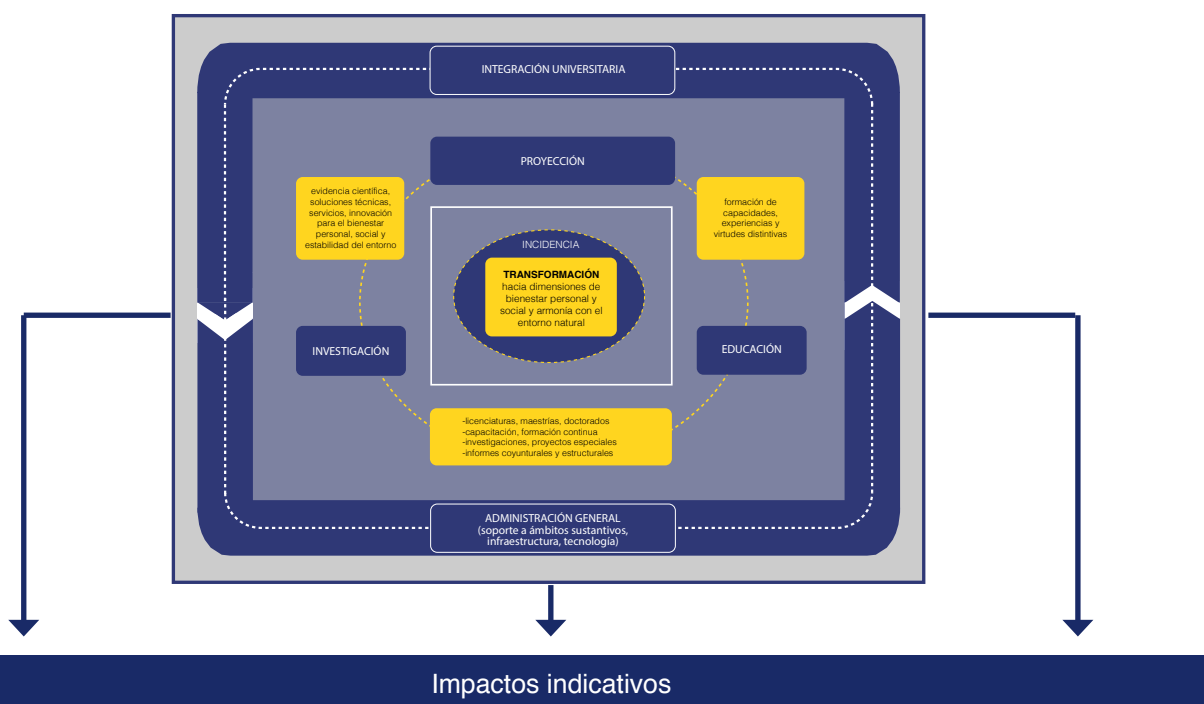 INTEGRACIÓN UNIVERSITARIA
PROYECCIÓN
evidencia científica,
soluciones técnicas,
servicios, innovación
para el bienestar
personal, social y
estabilidad del entorno
formación de
capacidades,
experiencias y
virtudes distintivas
INCIDENCIA
TRANSFORMACIÓN
hacia dimensiones de
bienestar personal y
social y armonía con el
entorno natural
INVESTIGACIÓN
EDUCACIÓN
-licenciaturas, maestrías, doctorados
-capacitación, formación continua
-investigaciones, proyectos especiales
-informes coyunturales y estructurales
ADMINISTRACIÓN GENERAL
(soporte a ámbitos sustantivos,
infraestructura, tecnología)
Impactos indicativos